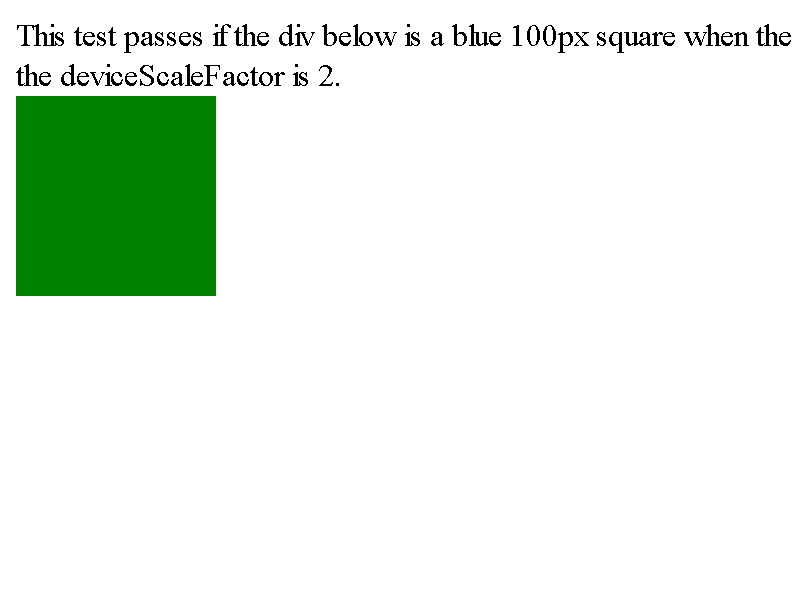 This test passes if the div below is a blue 100px square when the
the deviceScaleFactor is 2.